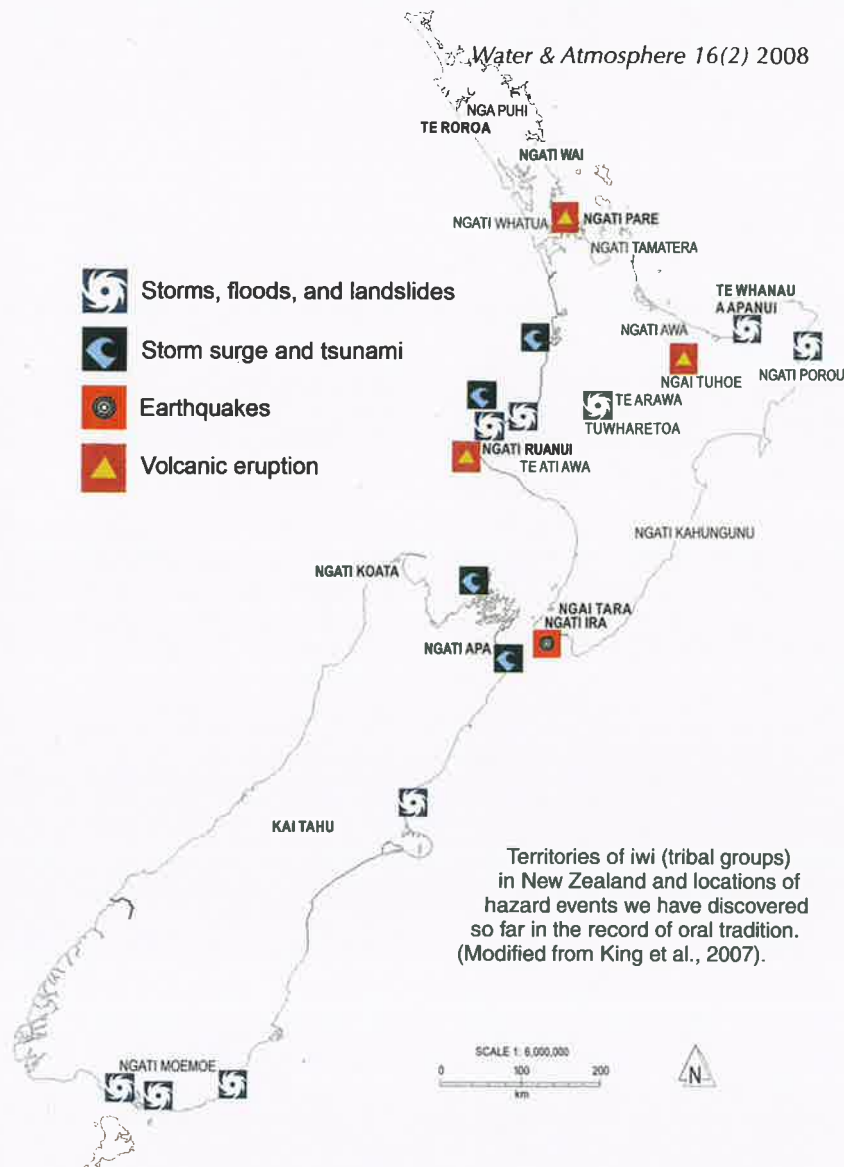 Water & Atmosphere 16(2) 2008
NGA PUHI
TE ROROA
NGATI WAI
NGATI WHATUA
NGATI PARE
NGATI TAMATERA
Storms, floods, and landslides
Storm surge and tsunami
Earthquakes
Volcanic eruption
TE WHANAU
A APANUI
NGATI AWA
NGAI TUHOE
NGATI POROU
TE ARAWA
TUWHARETOA
NGATI RUANUI
TE ATI AWA
NGATI KAHUNGUNU
NGATI KOATA
NGAI TARA
NGATI IRA
NGATI APA
KAI TAHU
Territories of iwi (tribal groups)
in New Zealand and locations of
hazard events we have discovered
so far in the record of oral tradition.
(Modified from King et al., 2007).
NGATI MOEMOE
SCALE 1: 6,000,000
0 100 200
km
N